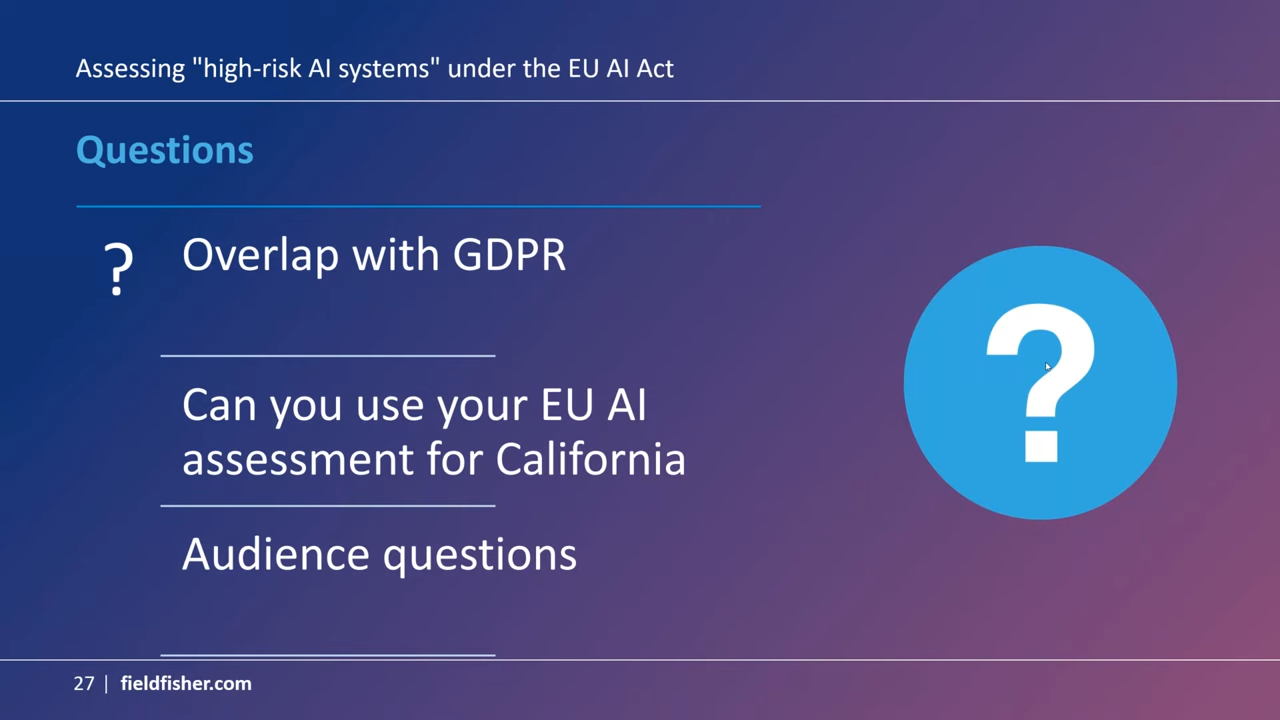 Assessing "high-risk AI systems" under the EU AI Act
Questions
?
Overlap with GDPR
Can you use your EU AI
assessment for California
Audience questions
?
27 | fieldfisher.com